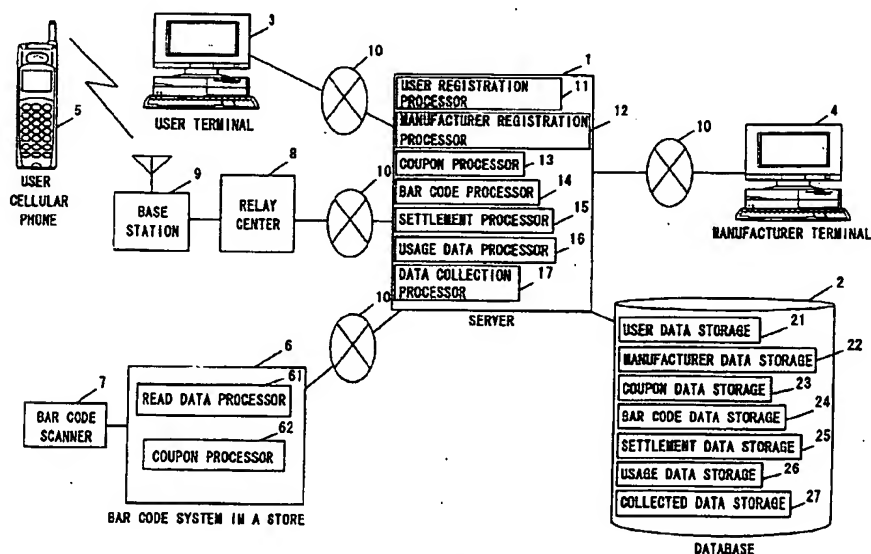 3
10
1
USER REGISTRATION
PROCESSOR
11
5
USER TERMINAL
MANUFACTURER REGISTRATION
PROCESSOR
12
10
4
USER
CELLULAR
PHONE
9
8
10
COUPON PROCESSOR
13
BAR CODE PROCESSOR
14
BASE
STATION
RELAY
CENTER
SETTLEMENT PROCESSOR
15
MANUFACTURER TERMINAL
USAGE DATA PROCESSOR
16
DATA COLLECTION
PROCESSOR
17
10
SERVER
2
USER DATA STORAGE
21
6
MANUFACTURER DATA STORAGE
22
7
61
READ DATA PROCESSOR
COUPON DATA STORAGE
23
BAR CODE
SCANNER
62
BAR CODE DATA STORAGE
24
COUPON PROCESSOR
SETTLEMENT DATA STORAGE
25
USAGE DATA STORAGE
26
COLLECTED DATA STORAGE
27
BAR CODE SYSTEM IN A STORE
DATABASE